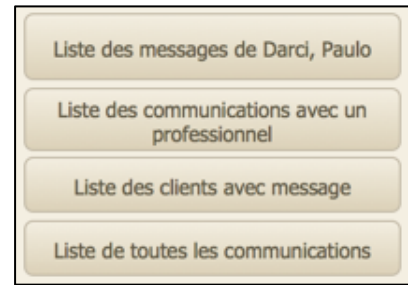 Liste des messages de Darci, Paulo
Liste des communications avec un
professionnel
Liste des clients avec message
Liste de toutes les communications